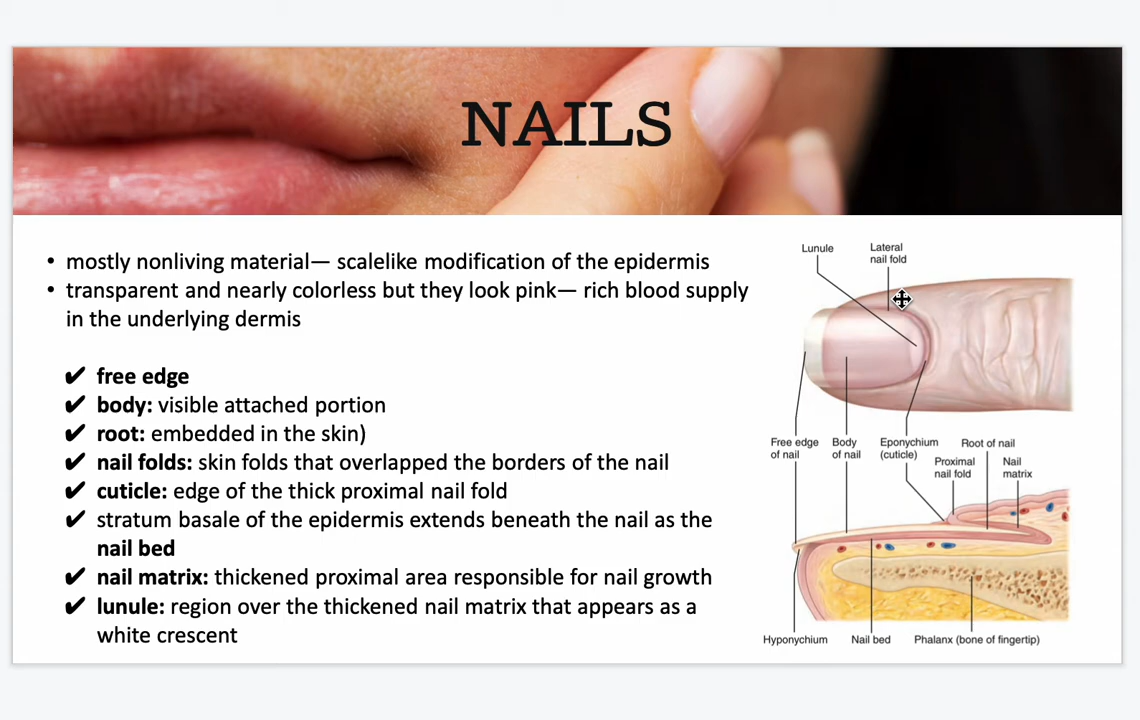 NAILS
• mostly nonliving material— scalelike modification of the epidermis
• transparent and nearly colorless but they look pink— rich blood supply
in the underlying dermis
✔ free edge
✔ body: visible attached portion
✔ root: embedded in the skin)
✔ nail folds: skin folds that overlapped the borders of the nail
✔ cuticle: edge of the thick proximal nail fold
✔ stratum basale of the epidermis extends beneath the nail as the
nail bed
✔ nail matrix: thickened proximal area responsible for nail growth
✔ lunule: region over the thickened nail matrix that appears as a
white crescent
Lunule
Lateral
nail fold
Free edge
of nail
Body
of nail
Eponychium
(cuticle)
Root of nail
Proximal
nail fold
Nail
matrix
Hyponychium
Nail bed
Phalanx (bone of fingertip)